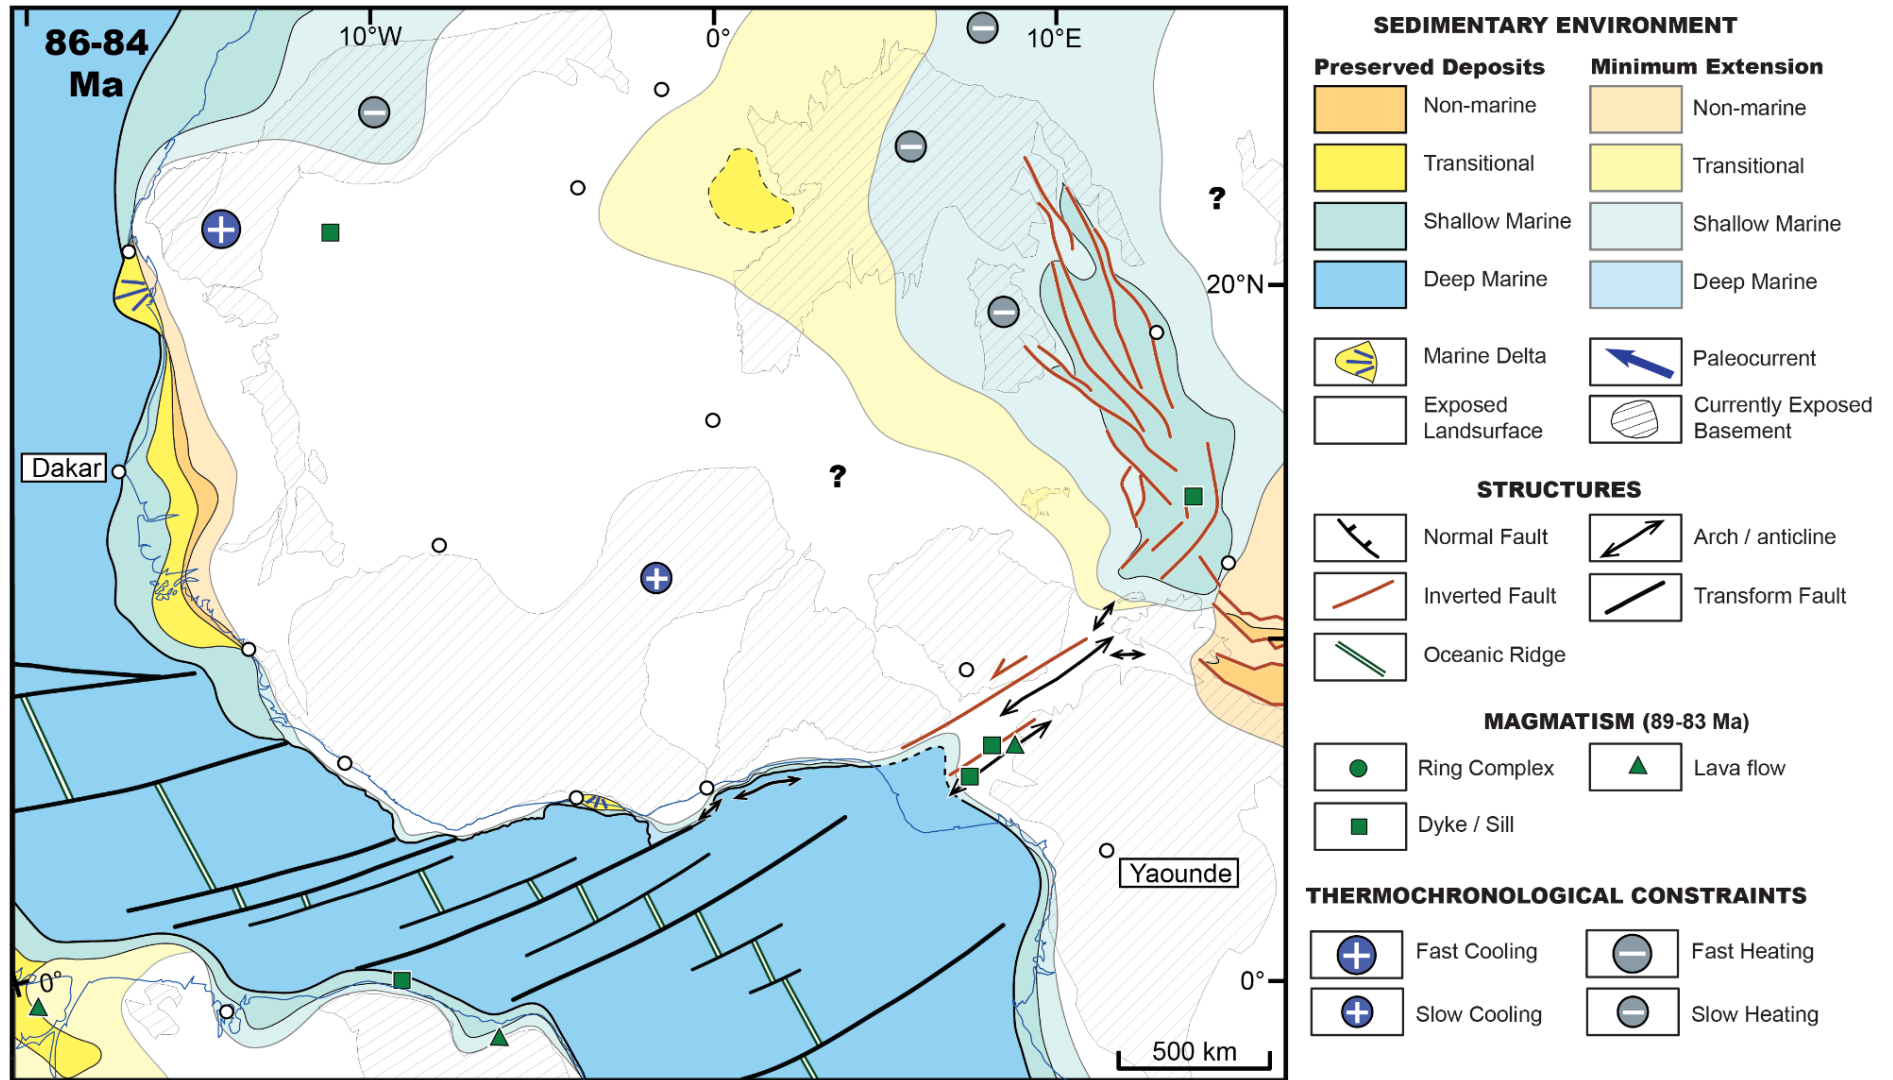 86-84
Ma
10°W
0°
10°E
?
20°N
Dakar
?
Yaounde
0°
0°
500 km
SEDIMENTARY ENVIRONMENT
Preserved Deposits
Minimum Extension
Non-marine
Non-marine
Transitional
Transitional
Shallow Marine
Shallow Marine
Deep Marine
Deep Marine
Marine Delta
Paleocurrent
Exposed
Landsurface
Currently Exposed
Basement
STRUCTURES
Normal Fault
Arch / anticline
Inverted Fault
Transform Fault
Oceanic Ridge
MAGMATISM (89-83 Ma)
Ring Complex
Lava flow
Dyke / Sill
THERMOCHRONOLOGICAL CONSTRAINTS
Fast Cooling
Fast Heating
Slow Cooling
Slow Heating